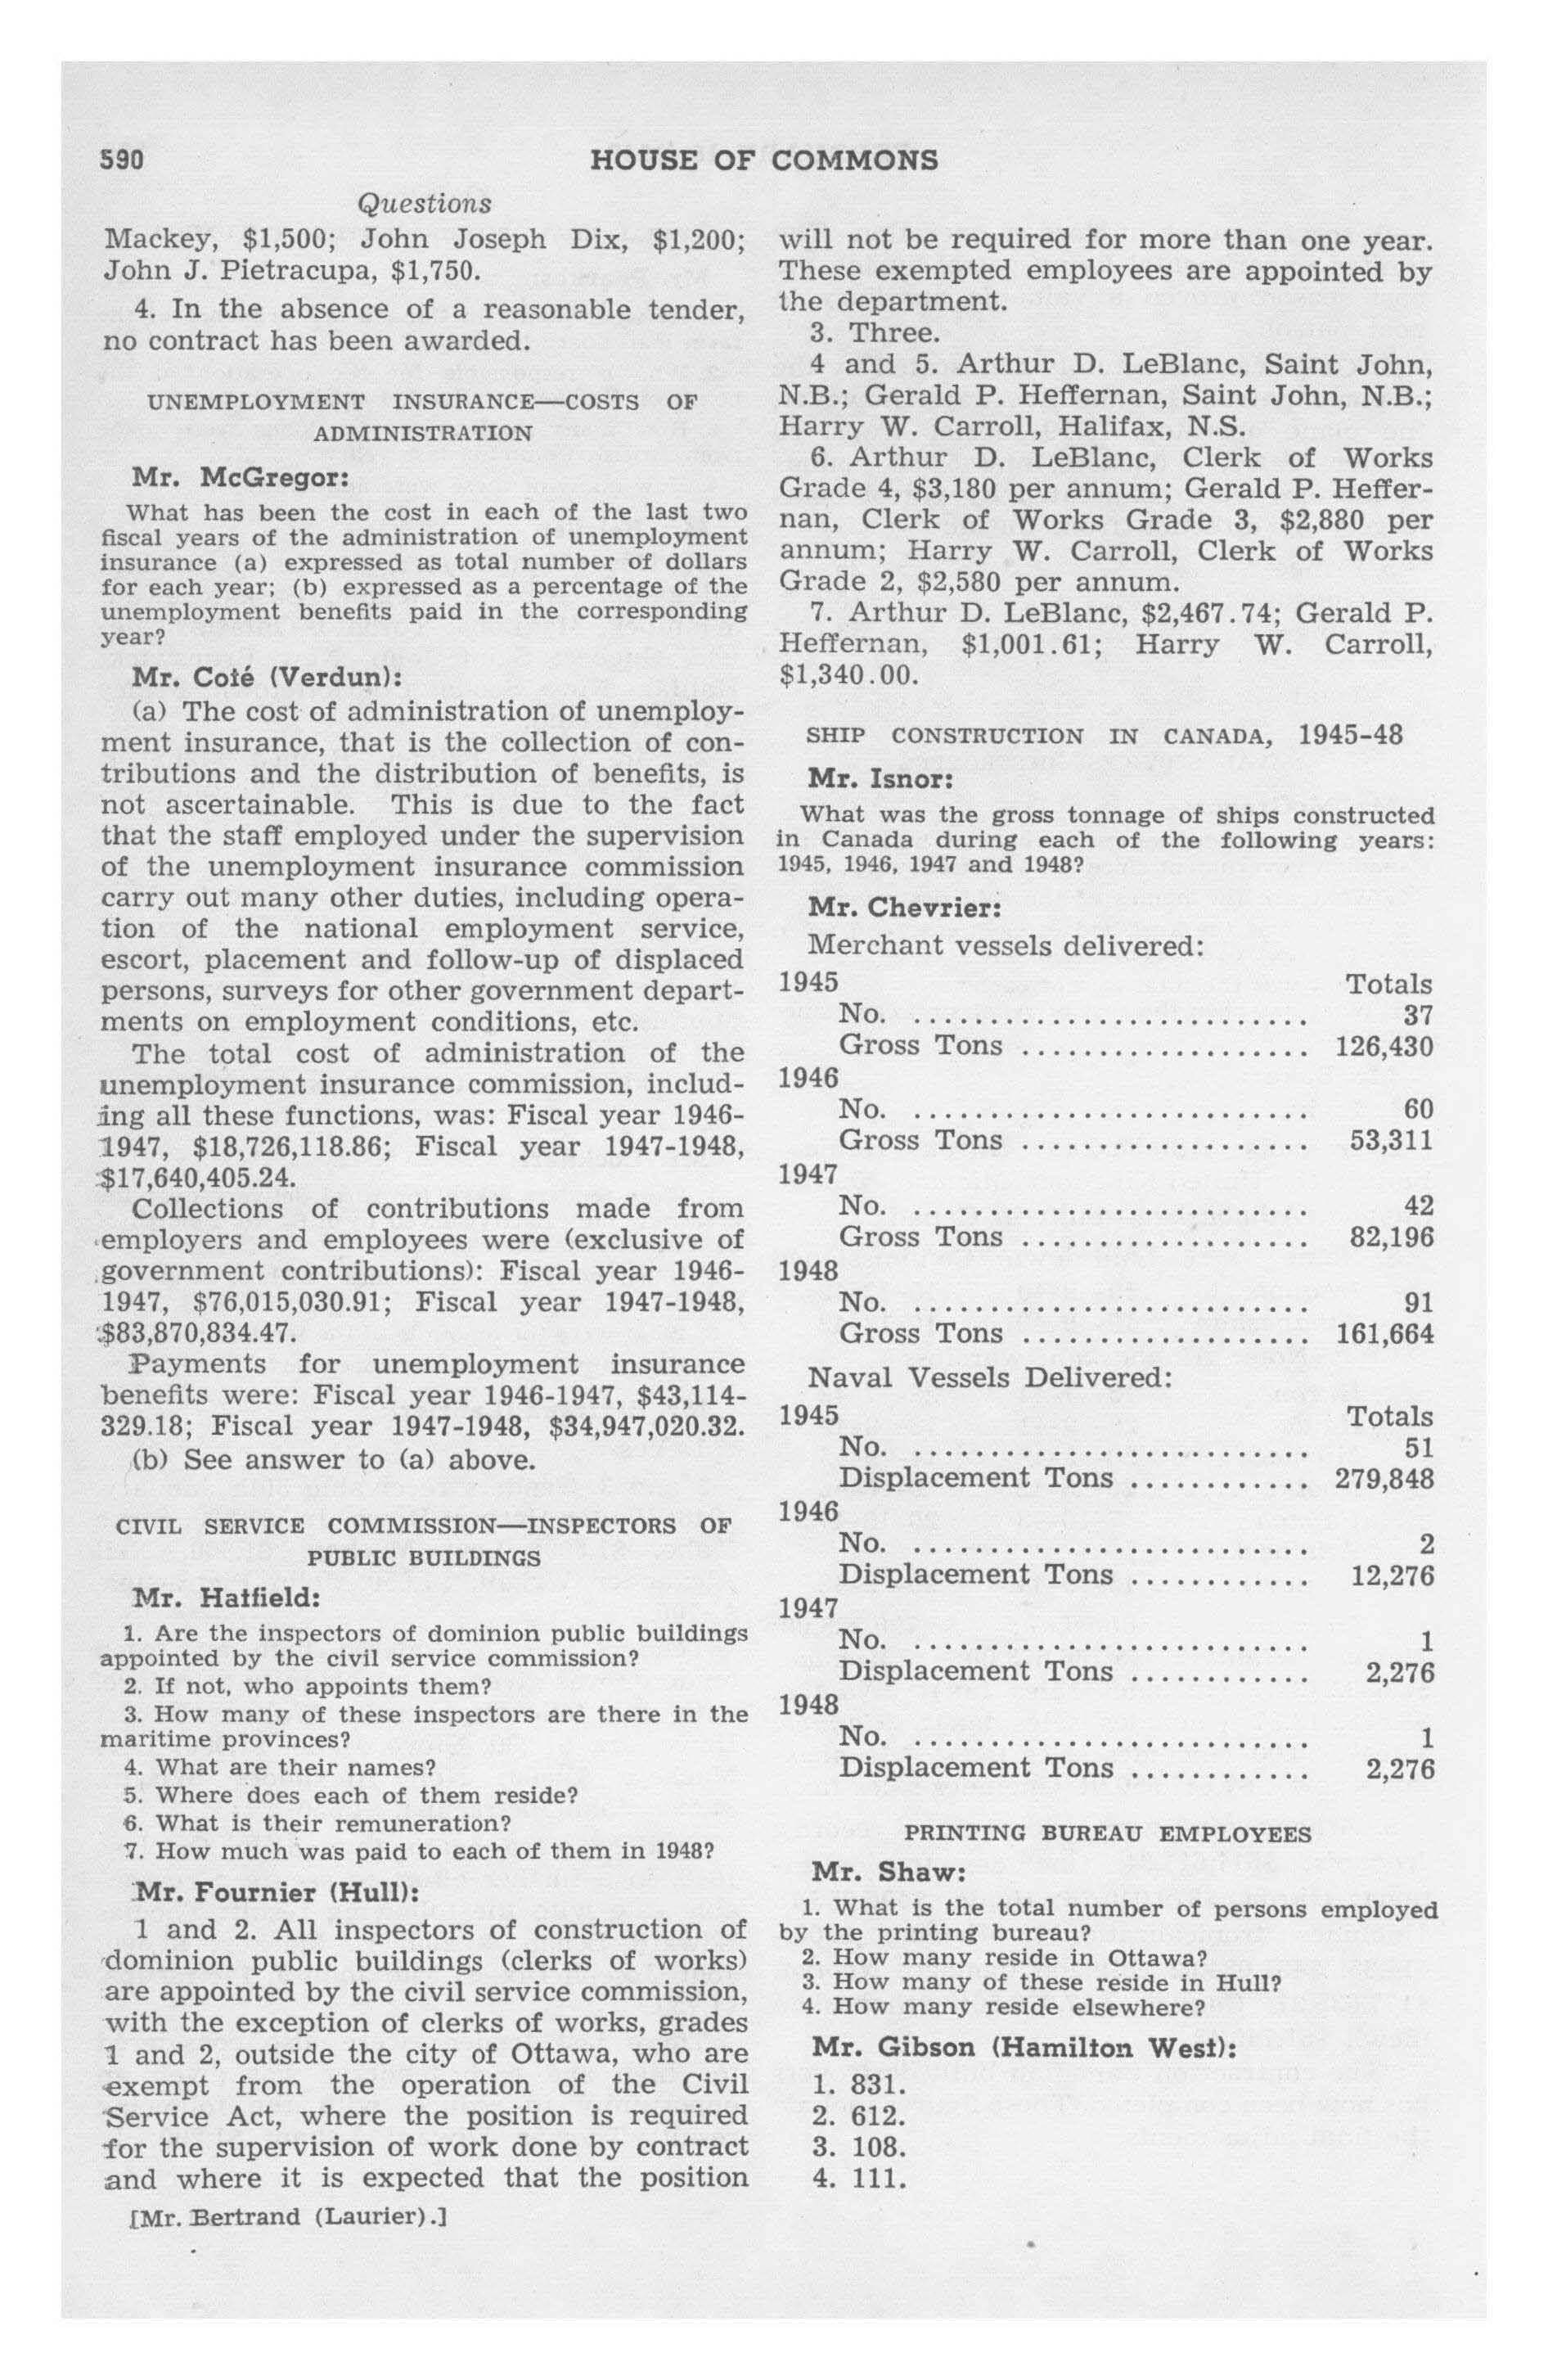 590
HOUSE OF COMMONS
Questions
Mackey, $1,500; John Joseph Dix, $1,200;
John J. Pietracupa, $1,750.
4. In the absence of a reasonable tender,
no contract has been awarded.
UNEMPLOYMENT INSURANCE—COSTS OF
ADMINISTRATION
Mr. McGregor:
What has been the cost in each of the last two
fiscal years of the administration of unemployment
insurance (a) expressed as total number of dollars
for each year; (b) expressed as a percentage of the
unemployment benefits paid in the corresponding
year?
Mr. Coté (Verdun):
(a) The cost of administration of unemploy-
ment insurance, that is the collection of con-
tributions and the distribution of benefits, is
not ascertainable. This is due to the fact
that the staff employed under the supervision
of the unemployment insurance commission
carry out many other duties, including opera-
tion of the national employment service,
escort, placement and follow-up of displaced
persons, surveys for other government depart-
ments on employment conditions, etc.
The total cost of administration of the
unemployment insurance commission, includ-
ing all these functions, was: Fiscal year 1946-
1947, $18,726,118.86; Fiscal year 1947-1948,
$17,640,405.24.
Collections of contributions made from
employers and employees were (exclusive of
government contributions): Fiscal year 1946-
1947, $76,015,030.91; Fiscal year 1947-1948,
$83,870,834.47.
Payments for unemployment insurance
benefits were: Fiscal year 1946-1947, $43,114-
329.18; Fiscal year 1947-1948, $34,947,020.32.
(b) See answer to (a) above.
CIVIL SERVICE COMMISSION—INSPECTORS OF
PUBLIC BUILDINGS
Mr. Hatfield:
1. Are the inspectors of dominion public buildings
appointed by the civil service commission?
2. If not, who appoints them?
3. How many of these inspectors are there in the
maritime provinces?
4. What are their names?
5. Where does each of them reside?
6. What is their remuneration?
7. How much was paid to each of them in 1948?
Mr. Fournier (Hull):
1 and 2. All inspectors of construction of
dominion public buildings (clerks of works)
are appointed by the civil service commission,
with the exception of clerks of works, grades
1 and 2, outside the city of Ottawa, who are
exempt from the operation of the Civil
Service Act, where the position is required
for the supervision of work done by contract
and where it is expected that the position
[Mr. Bertrand (Laurier).]
will not be required for more than one year.
These exempted employees are appointed by
the department.
3. Three.
4 and 5. Arthur D. LeBlanc, Saint John,
N.B.; Gerald P. Heffernan, Saint John, N.B.;
Harry W. Carroll, Halifax, N.S.
6. Arthur D. LeBlanc, Clerk of Works
Grade 4, $3,180 per annum; Gerald P. Heffer-
nan, Clerk of Works Grade 3, $2,880 per
annum; Harry W. Carroll, Clerk of Works
Grade 2, $2,580 per annum.
7. Arthur D. LeBlanc, $2,467.74; Gerald P.
Heffernan, $1,001.61; Harry W. Carroll,
$1,340.00.
SHIP CONSTRUCTION IN CANADA, 1945-48
Mr. Isnor:
What was the gross tonnage of ships constructed
in Canada during each of the following years:
1945, 1946, 1947 and 1948?
Mr. Chevrier:
Merchant vessels delivered:
1945 Totals
No. .......................... 37
Gross Tons ................... 126,430
1946
No. .......................... 60
Gross Tons ................... 53,311
1947
No. .......................... 42
Gross Tons ................... 82,196
1948
No. .......................... 91
Gross Tons ................... 161,664
Naval Vessels Delivered:
1945 Totals
No. .......................... 51
Displacement Tons ............ 279,848
1946
No. .......................... 2
Displacement Tons ............ 12,276
1947
No. .......................... 1
Displacement Tons ............ 2,276
1948
No. .......................... 1
Displacement Tons ............ 2,276
PRINTING BUREAU EMPLOYEES
Mr. Shaw:
1. What is the total number of persons employed
by the printing bureau?
2. How many reside in Ottawa?
3. How many of these reside in Hull?
4. How many reside elsewhere?
Mr. Gibson (Hamilton West):
1. 831.
2. 612.
3. 108.
4. 111.